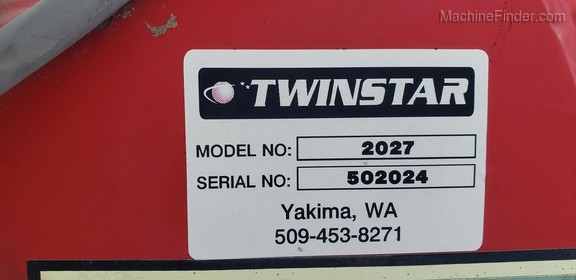 MachineFinder.com
TWINSTAR
MODEL NO: 2027
SERIAL NO: 502024
Yakima, WA
509-453-8271